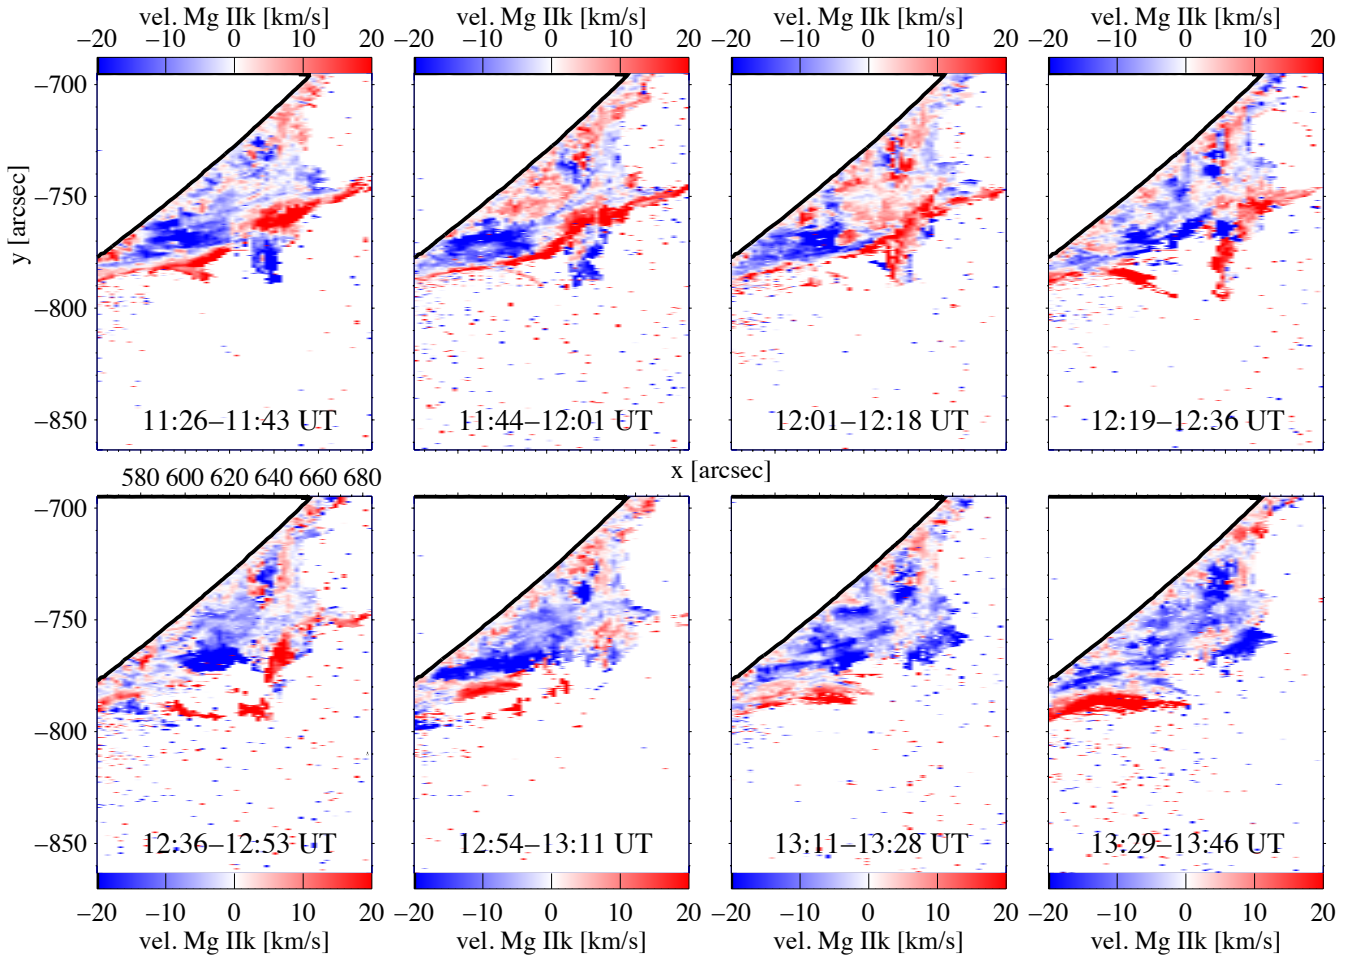 vel. Mg IIk [km/s] vel. Mg IIk [km/s] vel. Mg IIk [km/s] vel. Mg IIk [km/s]
−20 −10 0 10 20 −20 −10 0 10 20 −20 −10 0 10 20 −20 −10 0 10 20
−700
−750
y [arcsec]
−800
−850
11:26−11:43 UT 11:44−12:01 UT 12:01−12:18 UT 12:19−12:36 UT
580 600 620 640 660 680 x [arcsec]
−700
−750
−800
−850
12:36−12:53 UT 12:54−13:11 UT 13:11−13:28 UT 13:29−13:46 UT
−20 −10 0 10 20 −20 −10 0 10 20 −20 −10 0 10 20 −20 −10 0 10 20
vel. Mg IIk [km/s] vel. Mg IIk [km/s] vel. Mg IIk [km/s] vel. Mg IIk [km/s]